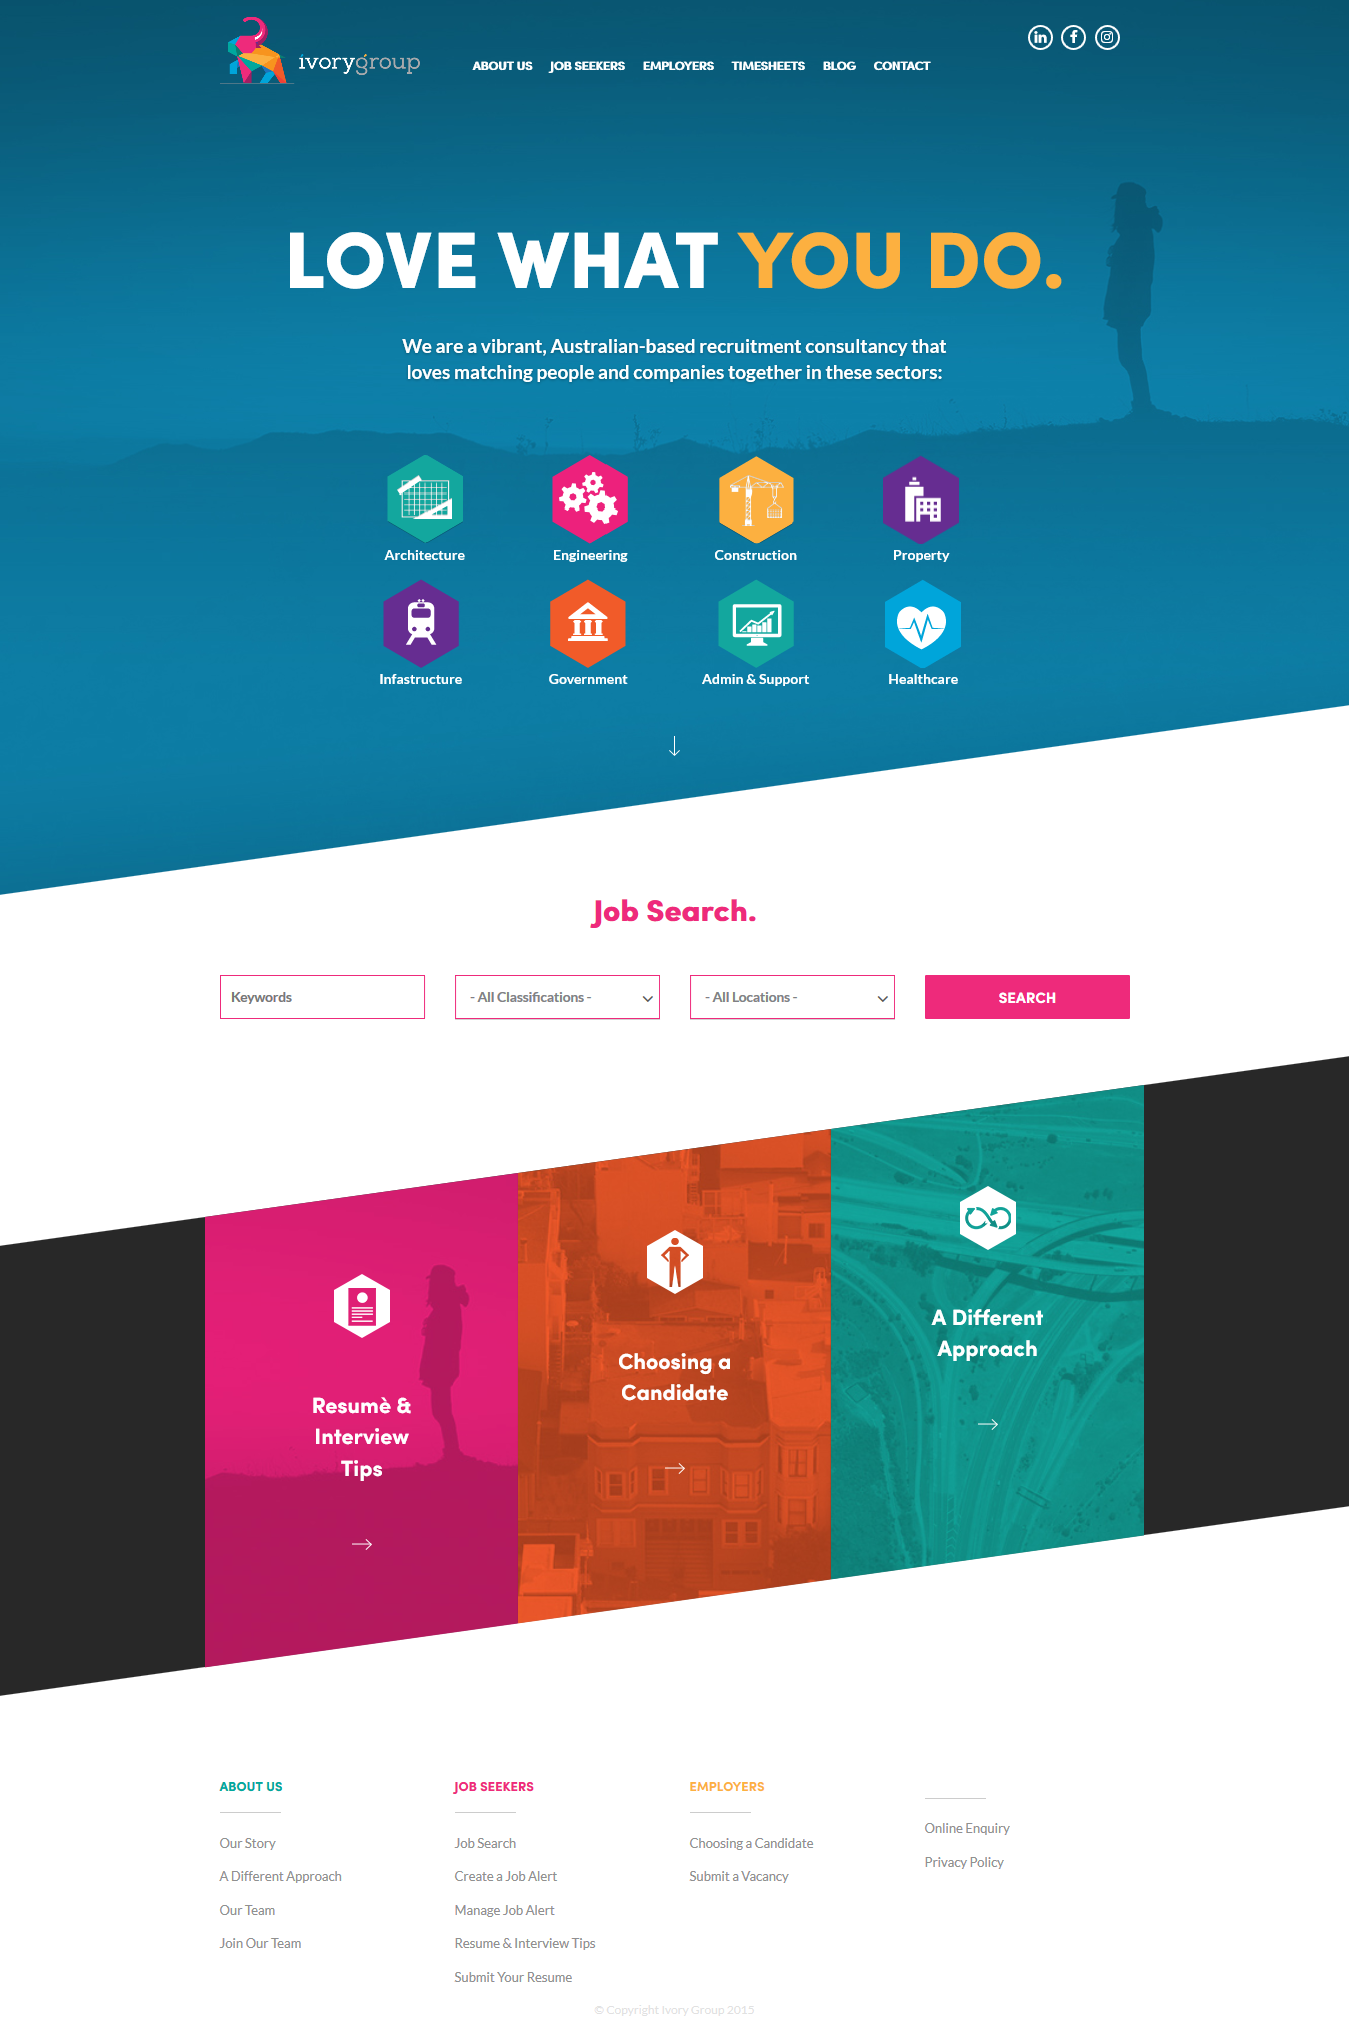 ivorygroup
ABOUT US
JOB SEEKERS
EMPLOYERS
TIMESHEETS
BLOG
CONTACT
LOVE WHAT YOU DO.
We are a vibrant, Australian-based recruitment consultancy that
loves matching people and companies together in these sectors:
Architecture
Engineering
Construction
Property
Infastructure
Government
Admin & Support
Healthcare
Job Search.
Keywords
- All Classifications -
- All Locations -
SEARCH
Resumè &
Interview
Tips
Choosing a
Candidate
A Different
Approach
ABOUT US
Our Story
A Different Approach
Our Team
Join Our Team
JOB SEEKERS
Job Search
Create a Job Alert
Manage Job Alert
Resume & Interview Tips
Submit Your Resume
EMPLOYERS
Choosing a Candidate
Submit a Vacancy
Online Enquiry
Privacy Policy
© Copyright Ivory Group 2015